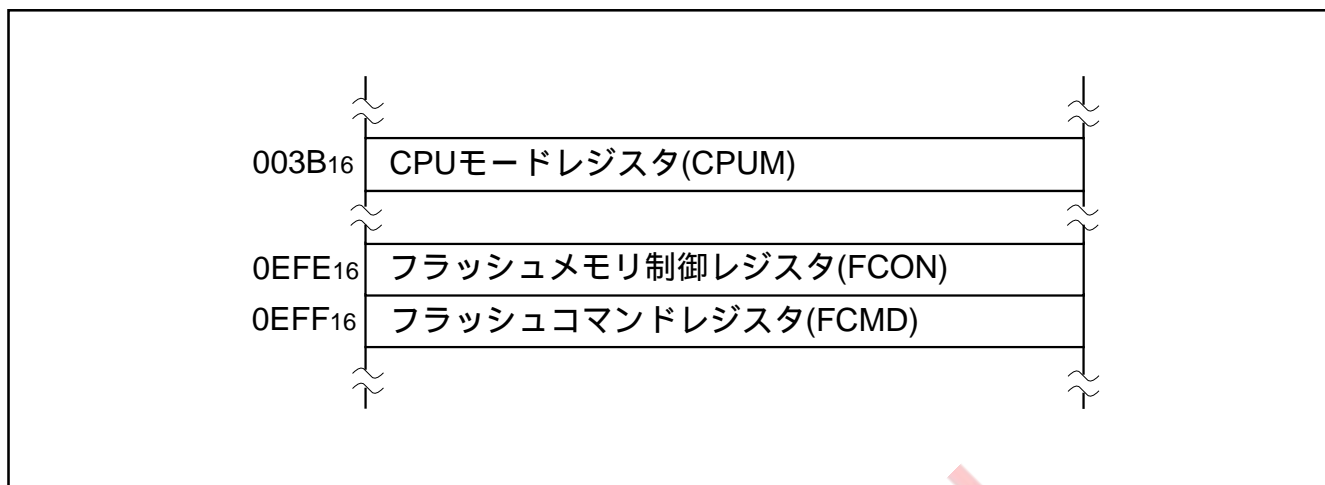 003B16 CPUモードレジスタ(CPUM)
0EFE16 フラッシュメモリ制御レジスタ(FCON)
0EFF16 フラッシュコマンドレジスタ(FCMD)